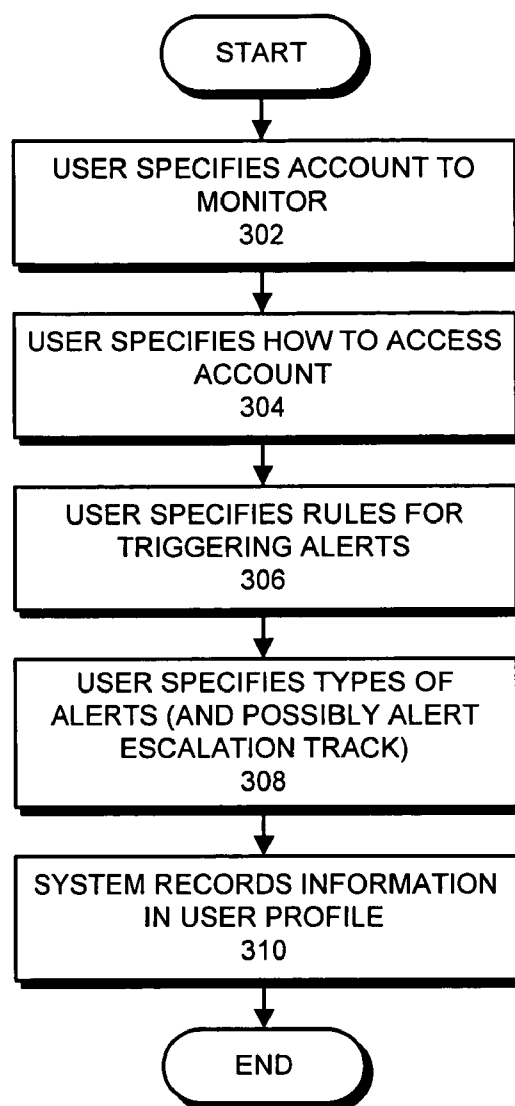 START
USER SPECIFIES ACCOUNT TO
MONITOR
302
USER SPECIFIES HOW TO ACCESS
ACCOUNT
304
USER SPECIFIES RULES FOR
TRIGGERING ALERTS
306
USER SPECIFIES TYPES OF
ALERTS (AND POSSIBLY ALERT
ESCALATION TRACK)
308
SYSTEM RECORDS INFORMATION
IN USER PROFILE
310
END